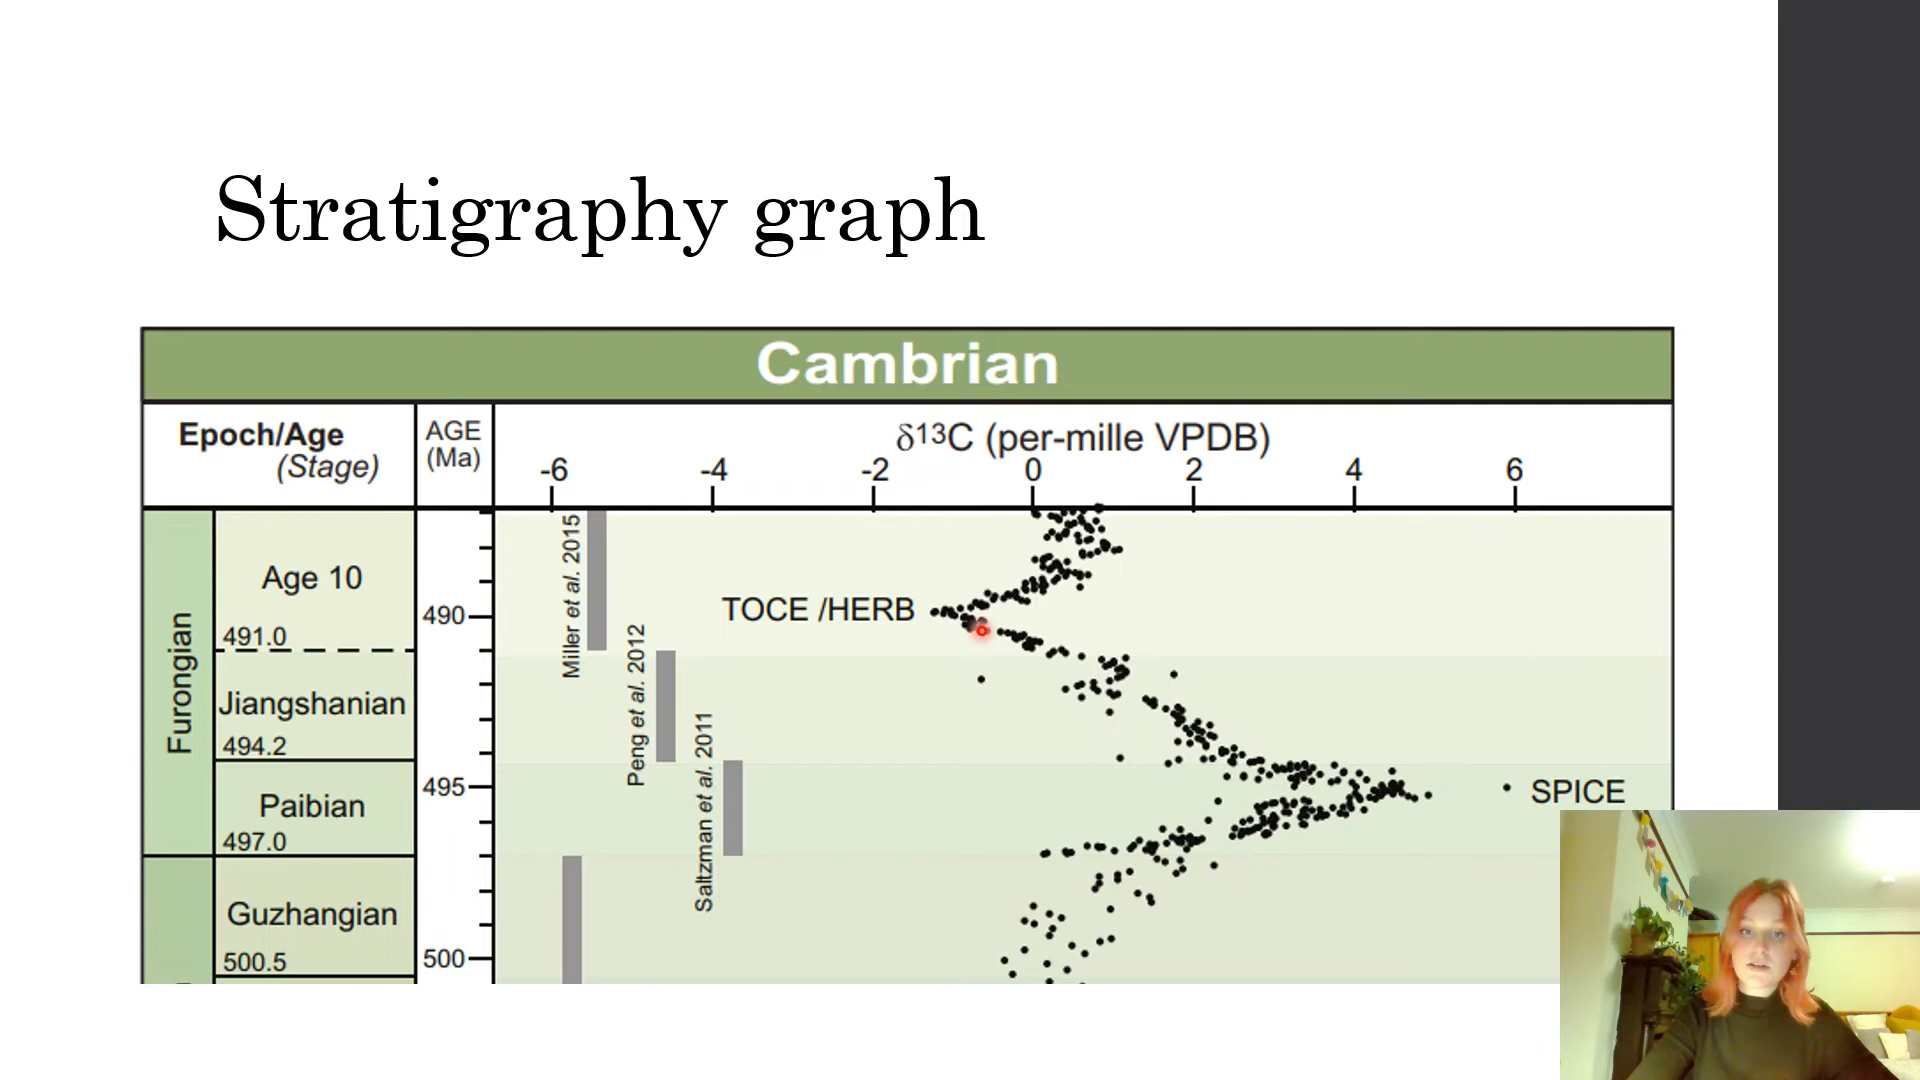 Stratigraphy graph
Cambrian
Epoch/Age
(Stage)
AGE
(Ma)
δ13C (per-mille VPDB)
-6 -4 -2 0 2 4 6
Furongian
Age 10
491.0
Jiangshanian
494.2
Paibian
497.0
Guzhangian
500.5
490
495
500
Miller et al. 2015
Peng et al. 2012
Saltzman et al. 2011
TOCE /HERB
SPICE